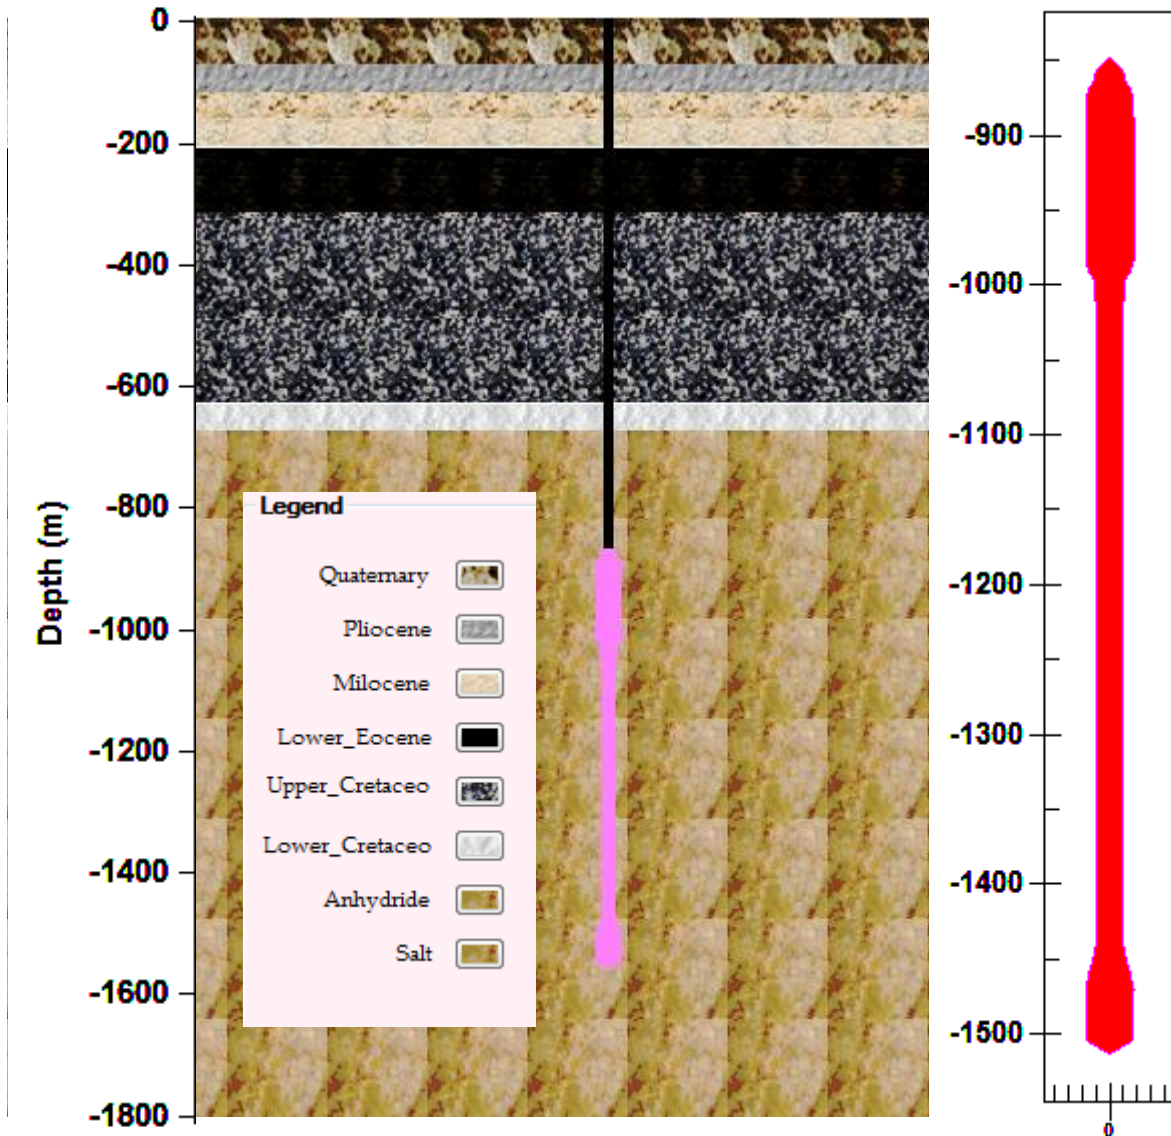 0
-200
-400
-600
-800
-1000
-1200
-1400
-1600
-1800
Depth (m)
Legend
Quaternary
Pliocene
Milocene
Lower_Eocene
Upper_Cretaceo
Lower_Cretaceo
Anhydride
Salt
-900
-1000
-1100
-1200
-1300
-1400
-1500
0